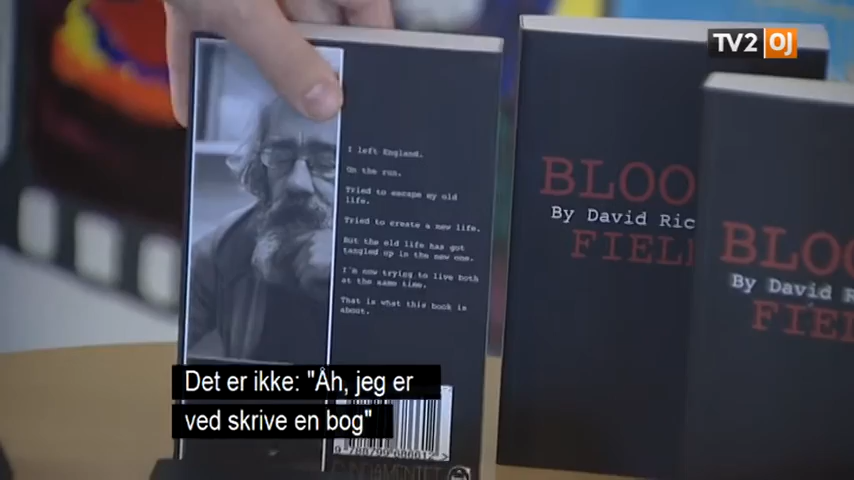 TV2 OJ
I left England.
On the run.
Tried to escape my old
life.
Tried to create a new life.
But the old life has got
tangled up in the new one.
I'm now trying to live both
at the same time.
That is what this book is
about.
FUNDAMENTET
BLOO
By David Ric
FIEL
BLOO
By David R
FIE
Det er ikke: "Åh, jeg er
ved skrive en bog"